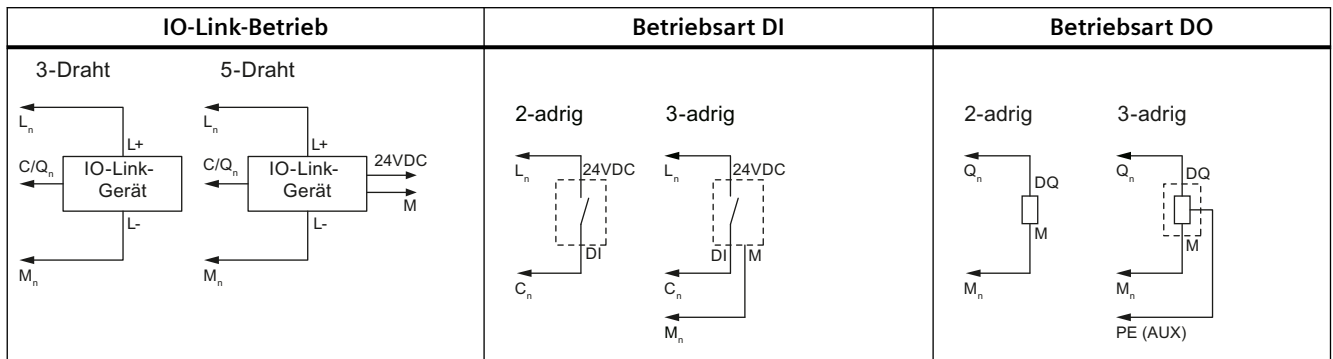 IO-Link-Betrieb
Betriebsart DI
Betriebsart DO
3-Draht
5-Draht
Lₙ
L+
C/Qₙ
IO-Link-
Gerät
L-
Mₙ
Lₙ
L+
C/Qₙ
IO-Link-
Gerät
24VDC
M
L-
Mₙ
2-adrig
3-adrig
Lₙ
24VDC
DI
Cₙ
Lₙ
24VDC
DI
M
Cₙ
Mₙ
2-adrig
3-adrig
Qₙ
DQ
M
Mₙ
Qₙ
DQ
M
Mₙ
PE (AUX)